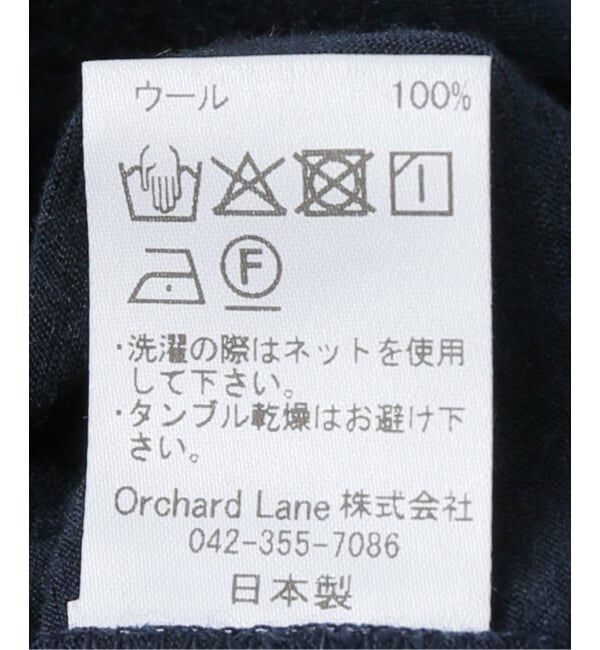 ウール 100%
F
・洗濯の際はネットを使用
して下さい。
・タンブル乾燥はお避け下
さい。
Orchard Lane 株式会社
042-355-7086
日本製